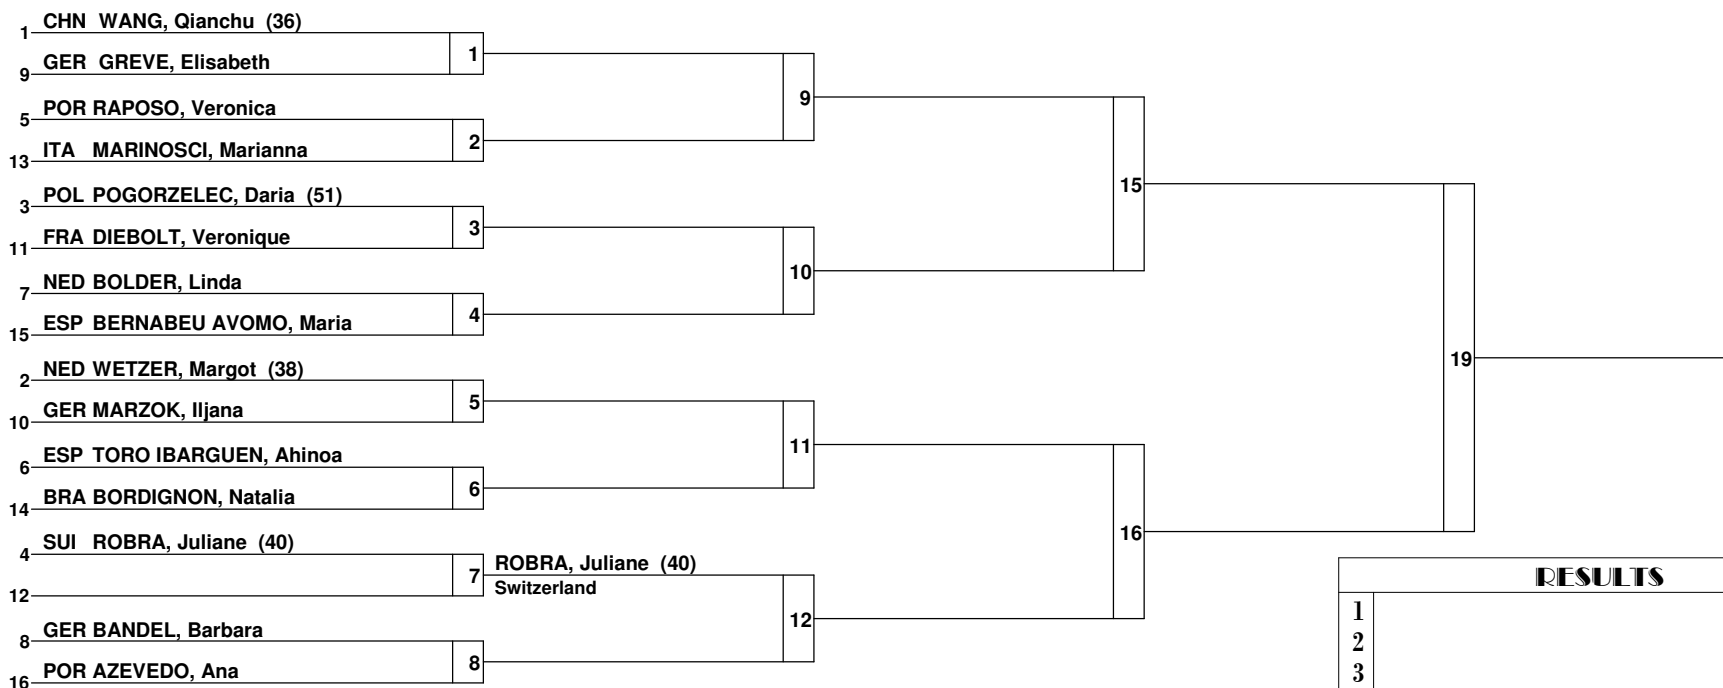 CHN WANG, Qianchu (36)
1
1
GER GREVE, Elisabeth
9
9
POR RAPOSO, Veronica
5
2
ITA MARINOSCI, Marianna
13
15
POL POGORZELEC, Daria (51)
3
3
FRA DIEBOLT, Veronique
11
10
NED BOLDER, Linda
7
4
ESP BERNABEU AVOMO, Maria
15
19
NED WETZER, Margot (38)
2
5
GER MARZOK, Iljana
10
11
ESP TORO IBARGUEN, Ahinoa
6
6
BRA BORDIGNON, Natalia
14
16
SUI ROBRA, Juliane (40)
4
7
ROBRA, Juliane (40)
Switzerland
12
12
GER BANDEL, Barbara
8
8
POR AZEVEDO, Ana
16
RESULTS
1
2
3